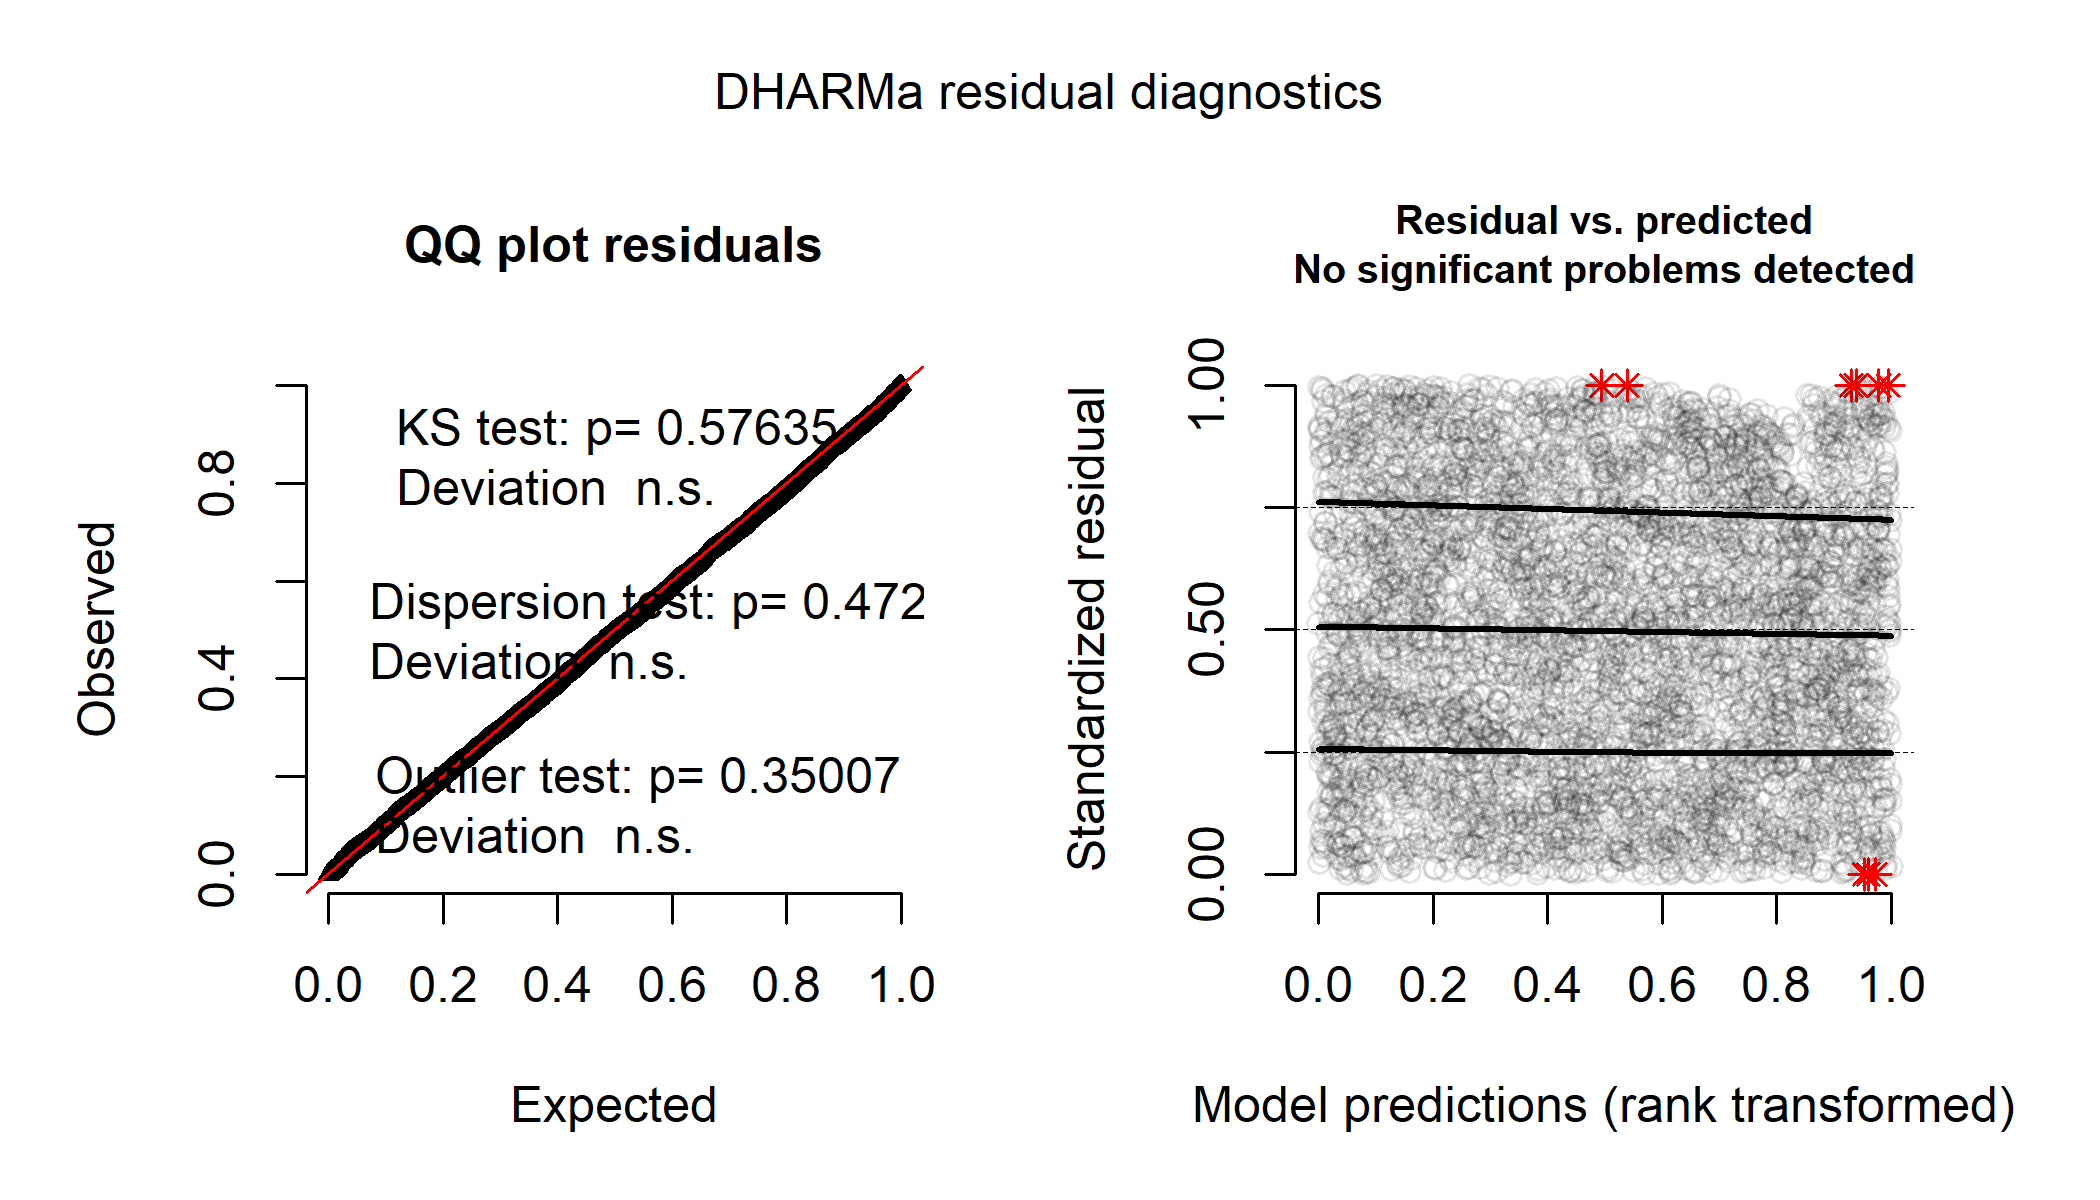 DHARMa residual diagnostics
QQ plot residuals
KS test: p= 0.57635
Deviation  n.s.
Dispersion test: p= 0.472
Deviation  n.s.
Outlier test: p= 0.35007
Deviation  n.s.
Observed
0.0 0.4 0.8
0.0 0.2 0.4 0.6 0.8 1.0
Expected
Residual vs. predicted
No significant problems detected
Standardized residual
0.00 0.50 1.00
0.0 0.2 0.4 0.6 0.8 1.0
Model predictions (rank transformed)